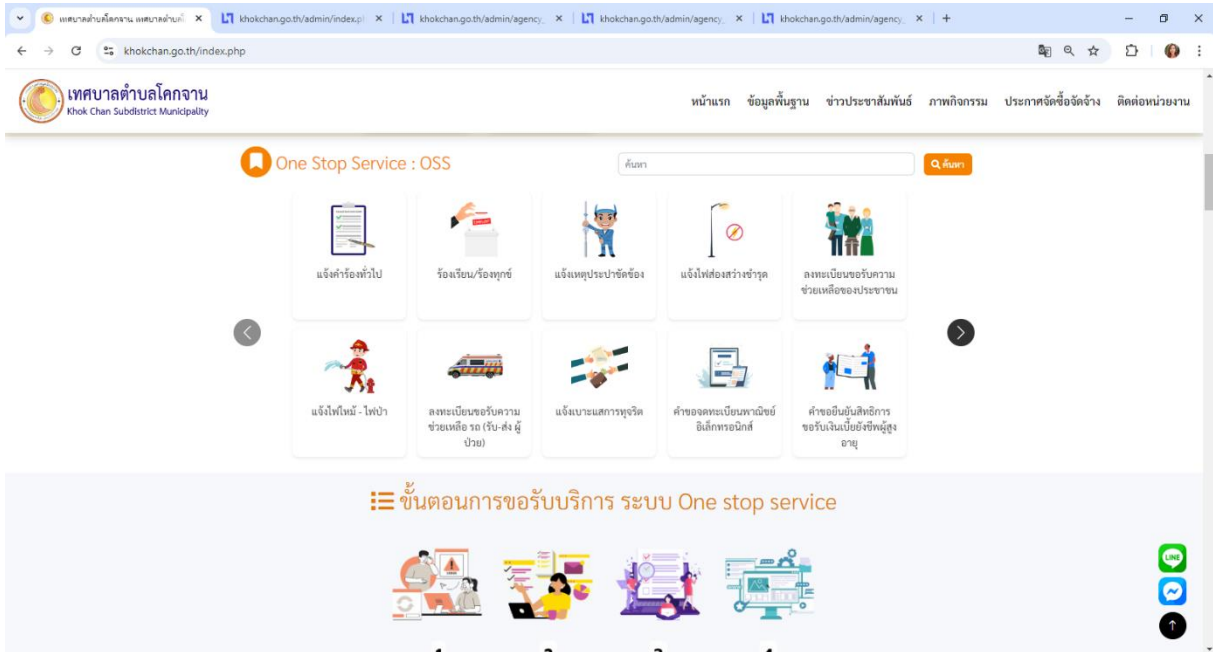 เทศบาลตำบลโคกจาน เทศบาลตำบลโ
khokchan.go.th/admin/index.pl
khokchan.go.th/admin/agency_
khokchan.go.th/admin/agency_
khokchan.go.th/admin/agency_
khokchan.go.th/index.php
เทศบาลตำบลโคกจาน
Khok Chan Subdistrict Municipality
หน้าแรก ข้อมูลพื้นฐาน ข่าวประชาสัมพันธ์ ภาพกิจกรรม ประกาศจัดซื้อจัดจ้าง ติดต่อหน่วยงาน
One Stop Service : OSS
ค้นหา
ค้นหา
แจ้งคำร้องทั่วไป
ร้องเรียน/ร้องทุกข์
แจ้งเหตุประปาขัดข้อง
แจ้งไฟส่องสว่างชำรุด
ลงทะเบียนขอรับความ
ช่วยเหลือของประชาชน
แจ้งไฟไหม้ - ไฟป่า
ลงทะเบียนขอรับความ
ช่วยเหลือ รถ (รับ-ส่ง ผู้
ป่วย)
แจ้งเบาะแสการทุจริต
คำขอจดทะเบียนพาณิชย์
อิเล็กทรอนิกส์
คำขอยืนยันสิทธิการ
ขอรับเงินเบี้ยยังชีพผู้สูง
อายุ
ขั้นตอนการขอรับบริการ ระบบ One stop service
LINE